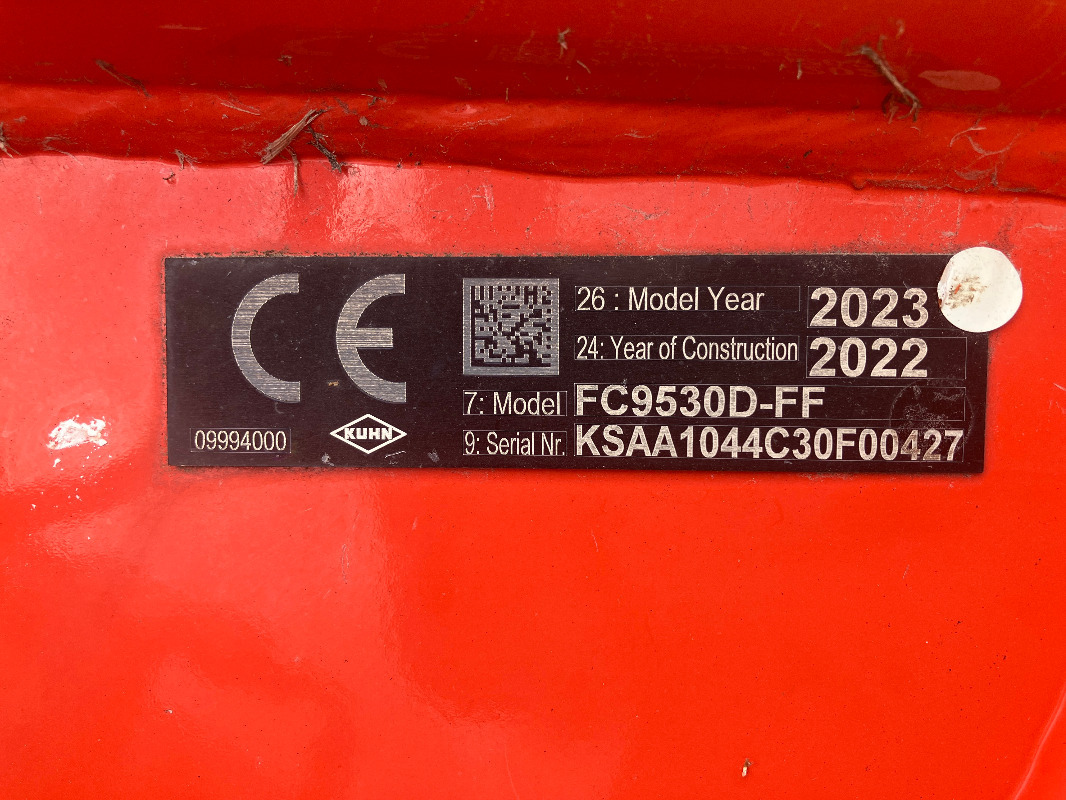 CE
26 : Model Year 2023
24: Year of Construction 2022
7: Model FC9530D-FF
09994000 KUHN 9: Serial Nr. KSAA1044C30F00427